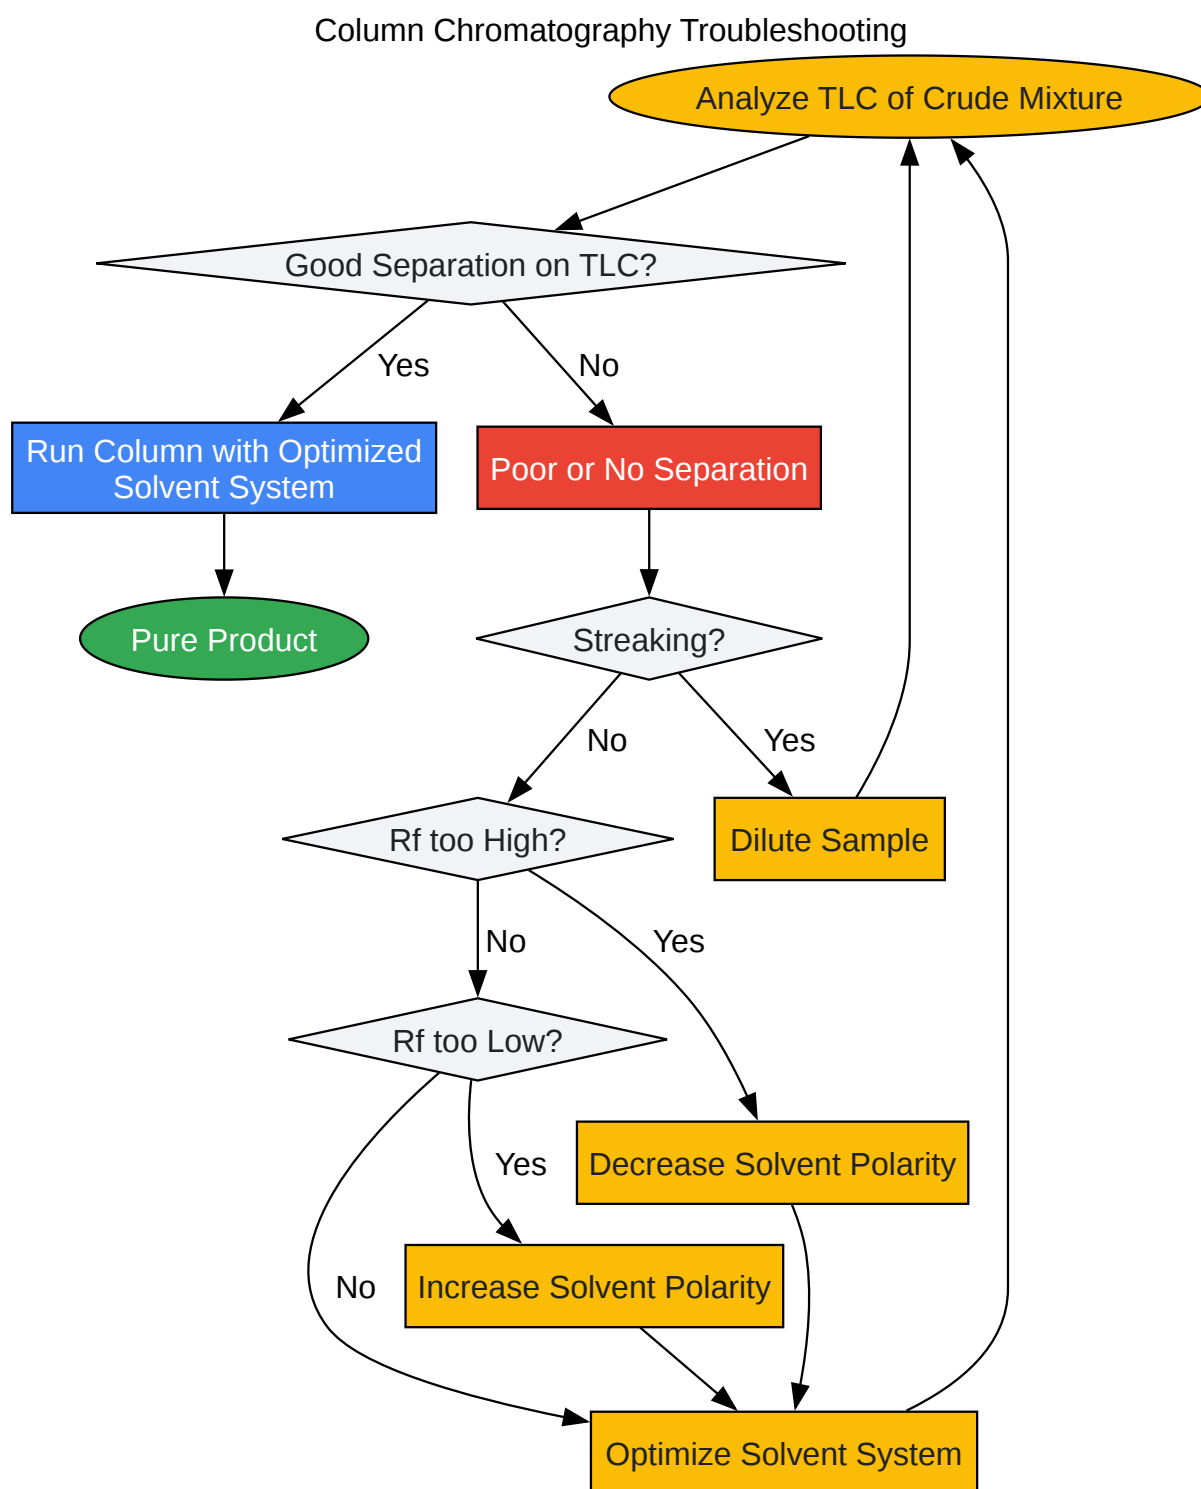 Column Chromatography Troubleshooting
Analyze TLC of Crude Mixture
Good Separation on TLC?
Yes
No
Run Column with Optimized
Solvent System
Poor or No Separation
Pure Product
Streaking?
No
Yes
Rf too High?
Dilute Sample
No
Yes
Rf too Low?
Yes
Decrease Solvent Polarity
No
Increase Solvent Polarity
Optimize Solvent System